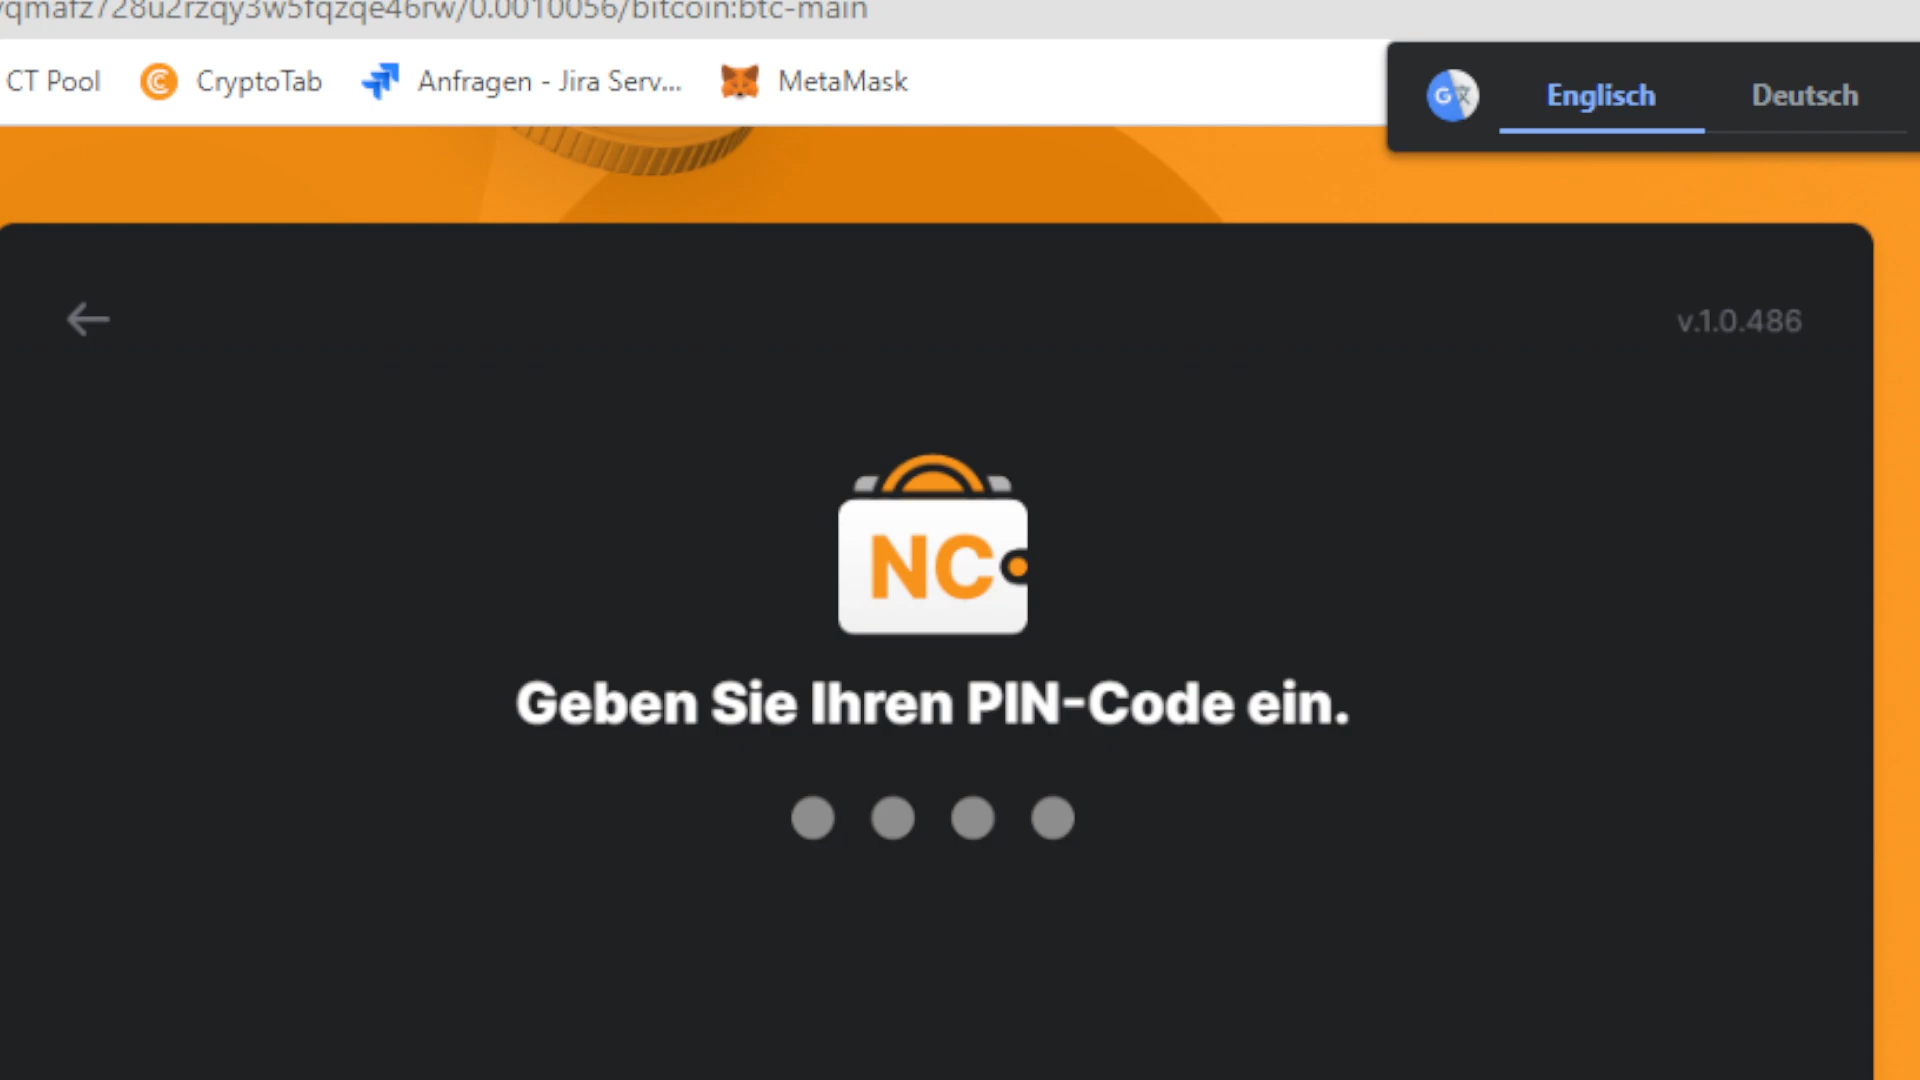 yqmafz728u2rzqy3w5fqzqe46rw/0.0010056/bitcoin:btc-main
CT Pool CryptoTab Anfragen - Jira Serv... MetaMask
Englisch Deutsch
v.1.0.486
NC
Geben Sie Ihren PIN-Code ein.